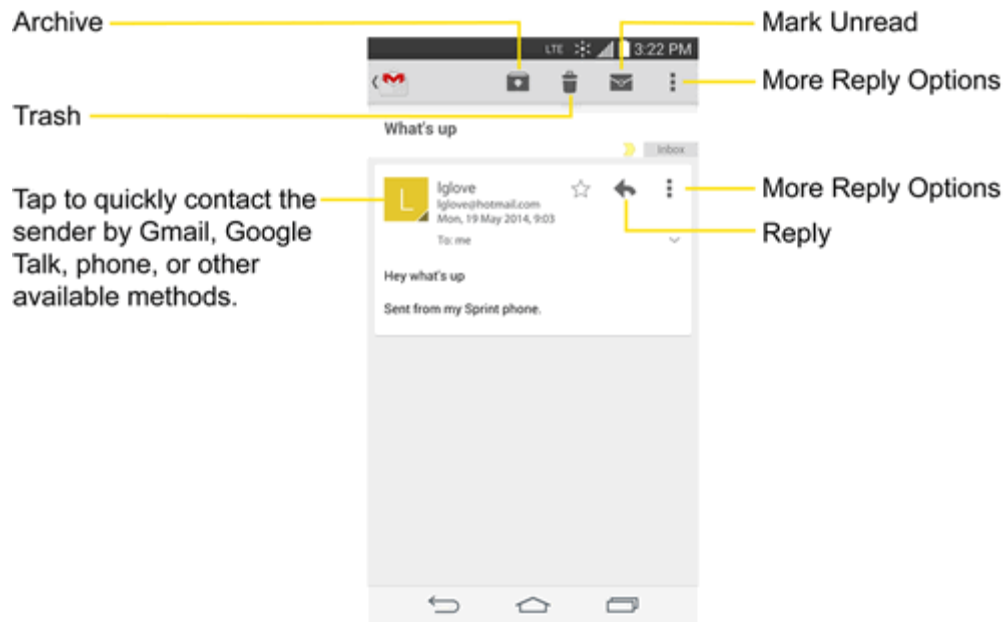 Archive
Mark Unread
LTE 3:22 PM
More Reply Options
Trash
What's up
Inbox
Tap to quickly contact the
sender by Gmail, Google
Talk, phone, or other
available methods.
L
lglove
lglove@hotmail.com
Mon, 19 May 2014, 9:03
To: me
More Reply Options
Reply
Hey what's up
Sent from my Sprint phone.